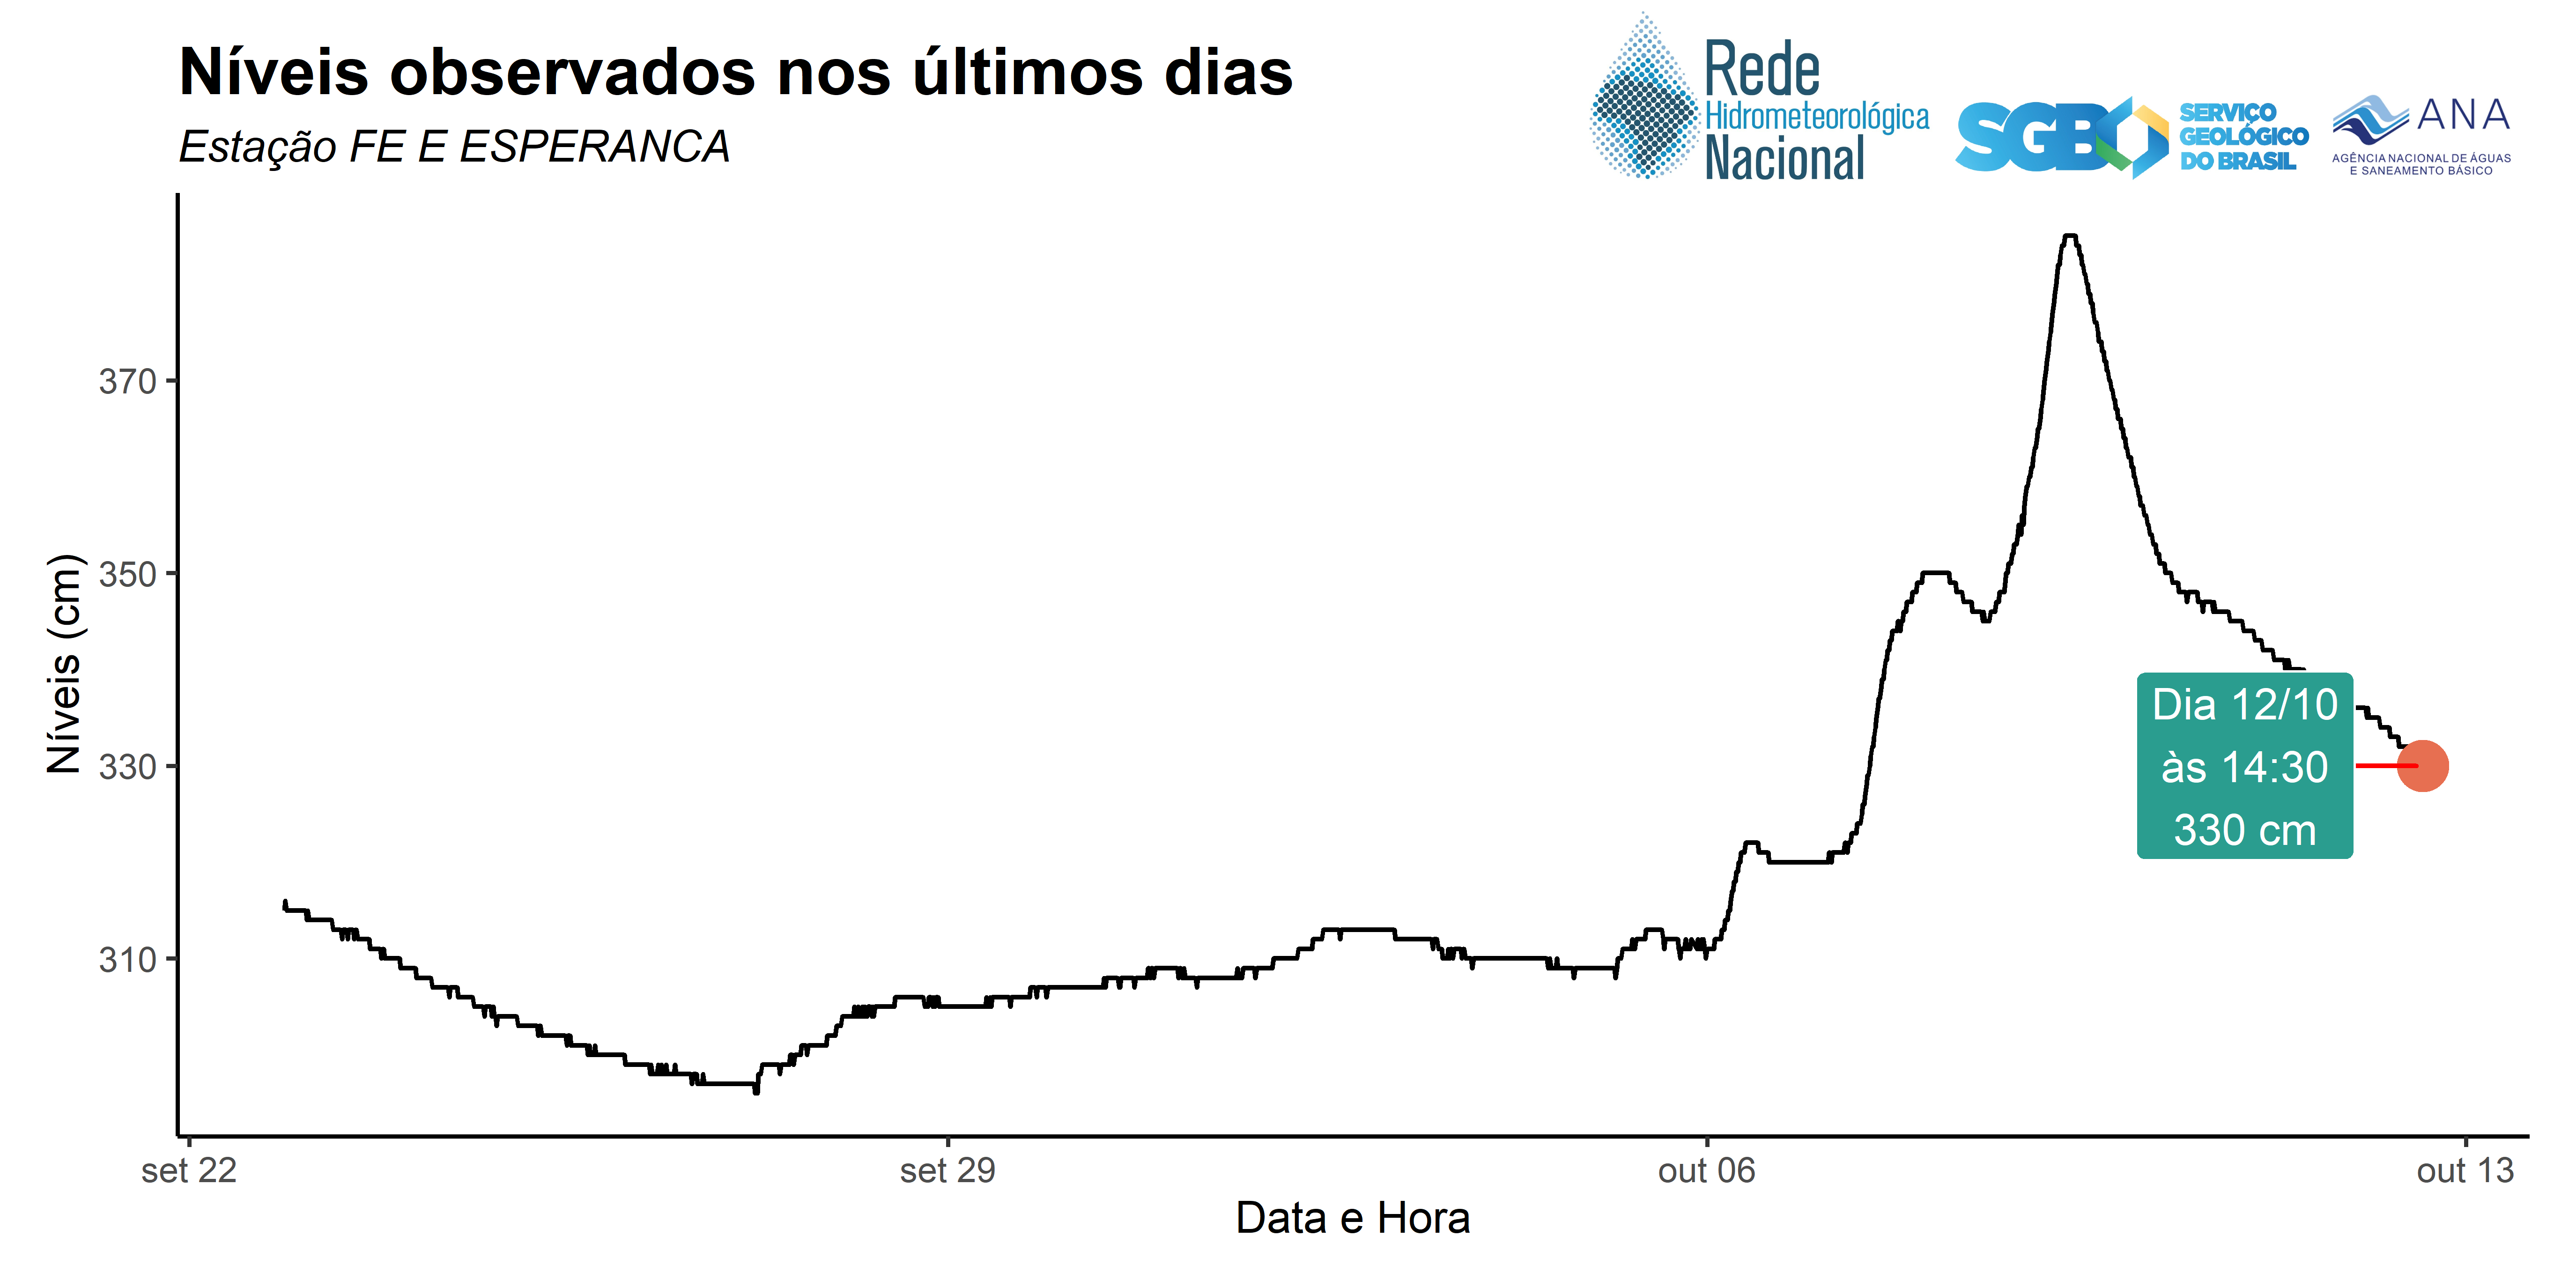 Níveis observados nos últimos dias
Estação FE E ESPERANCA
Rede
Hidrometeorológica
Nacional
SGB
SERVIÇO
GEOLÓGICO
DO BRASIL
ANA
AGÊNCIA NACIONAL DE ÁGUAS
E SANEAMENTO BÁSICO
Níveis (cm)
370
350
330
310
Dia 12/10
às 14:30
330 cm
set 22
set 29
out 06
out 13
Data e Hora